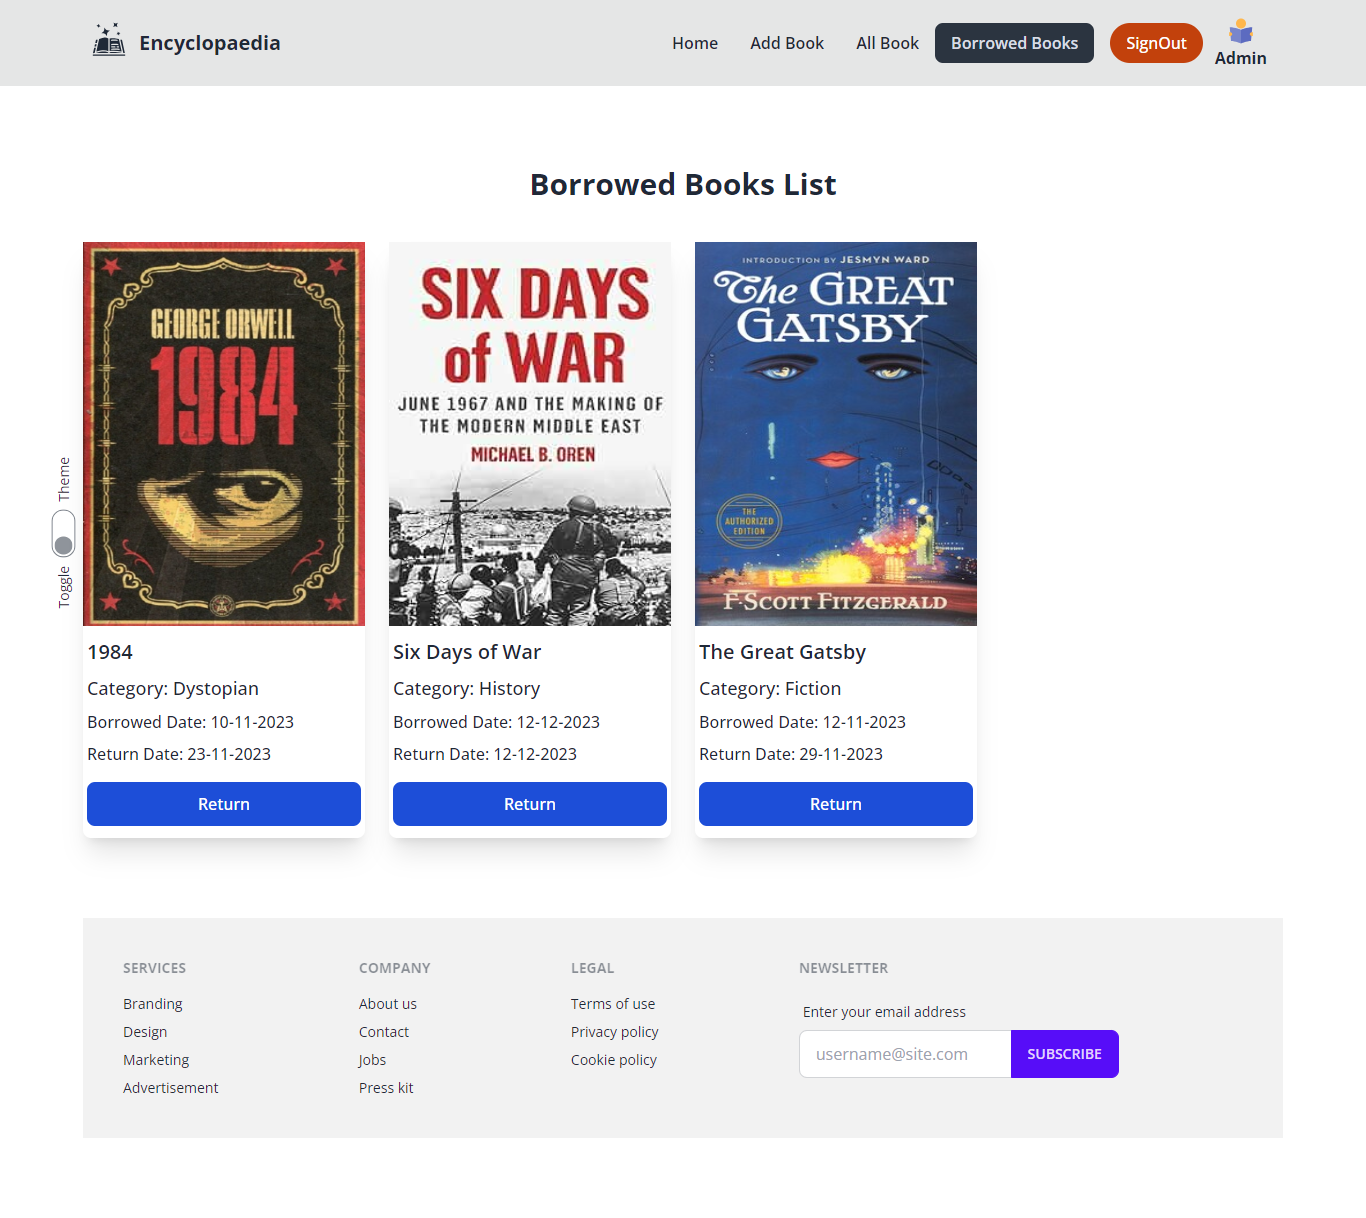 Encyclopaedia
Home
Add Book
All Book
Borrowed Books
SignOut
Admin
Borrowed Books List
GEORGE ORWELL
1984
SIX DAYS
of WAR
JUNE 1967 AND THE MAKING OF
THE MODERN MIDDLE EAST
MICHAEL B. OREN
INTRODUCTION BY JESMYN WARD
The GREAT
GATSBY
THE
AUTHORIZED
EDITION
F·SCOTT FITZGERALD
Toggle
Theme
1984
Category: Dystopian
Borrowed Date: 10-11-2023
Return Date: 23-11-2023
Return
Six Days of War
Category: History
Borrowed Date: 12-12-2023
Return Date: 12-12-2023
Return
The Great Gatsby
Category: Fiction
Borrowed Date: 12-11-2023
Return Date: 29-11-2023
Return
SERVICES
Branding
Design
Marketing
Advertisement
COMPANY
About us
Contact
Jobs
Press kit
LEGAL
Terms of use
Privacy policy
Cookie policy
NEWSLETTER
Enter your email address
username@site.com
SUBSCRIBE